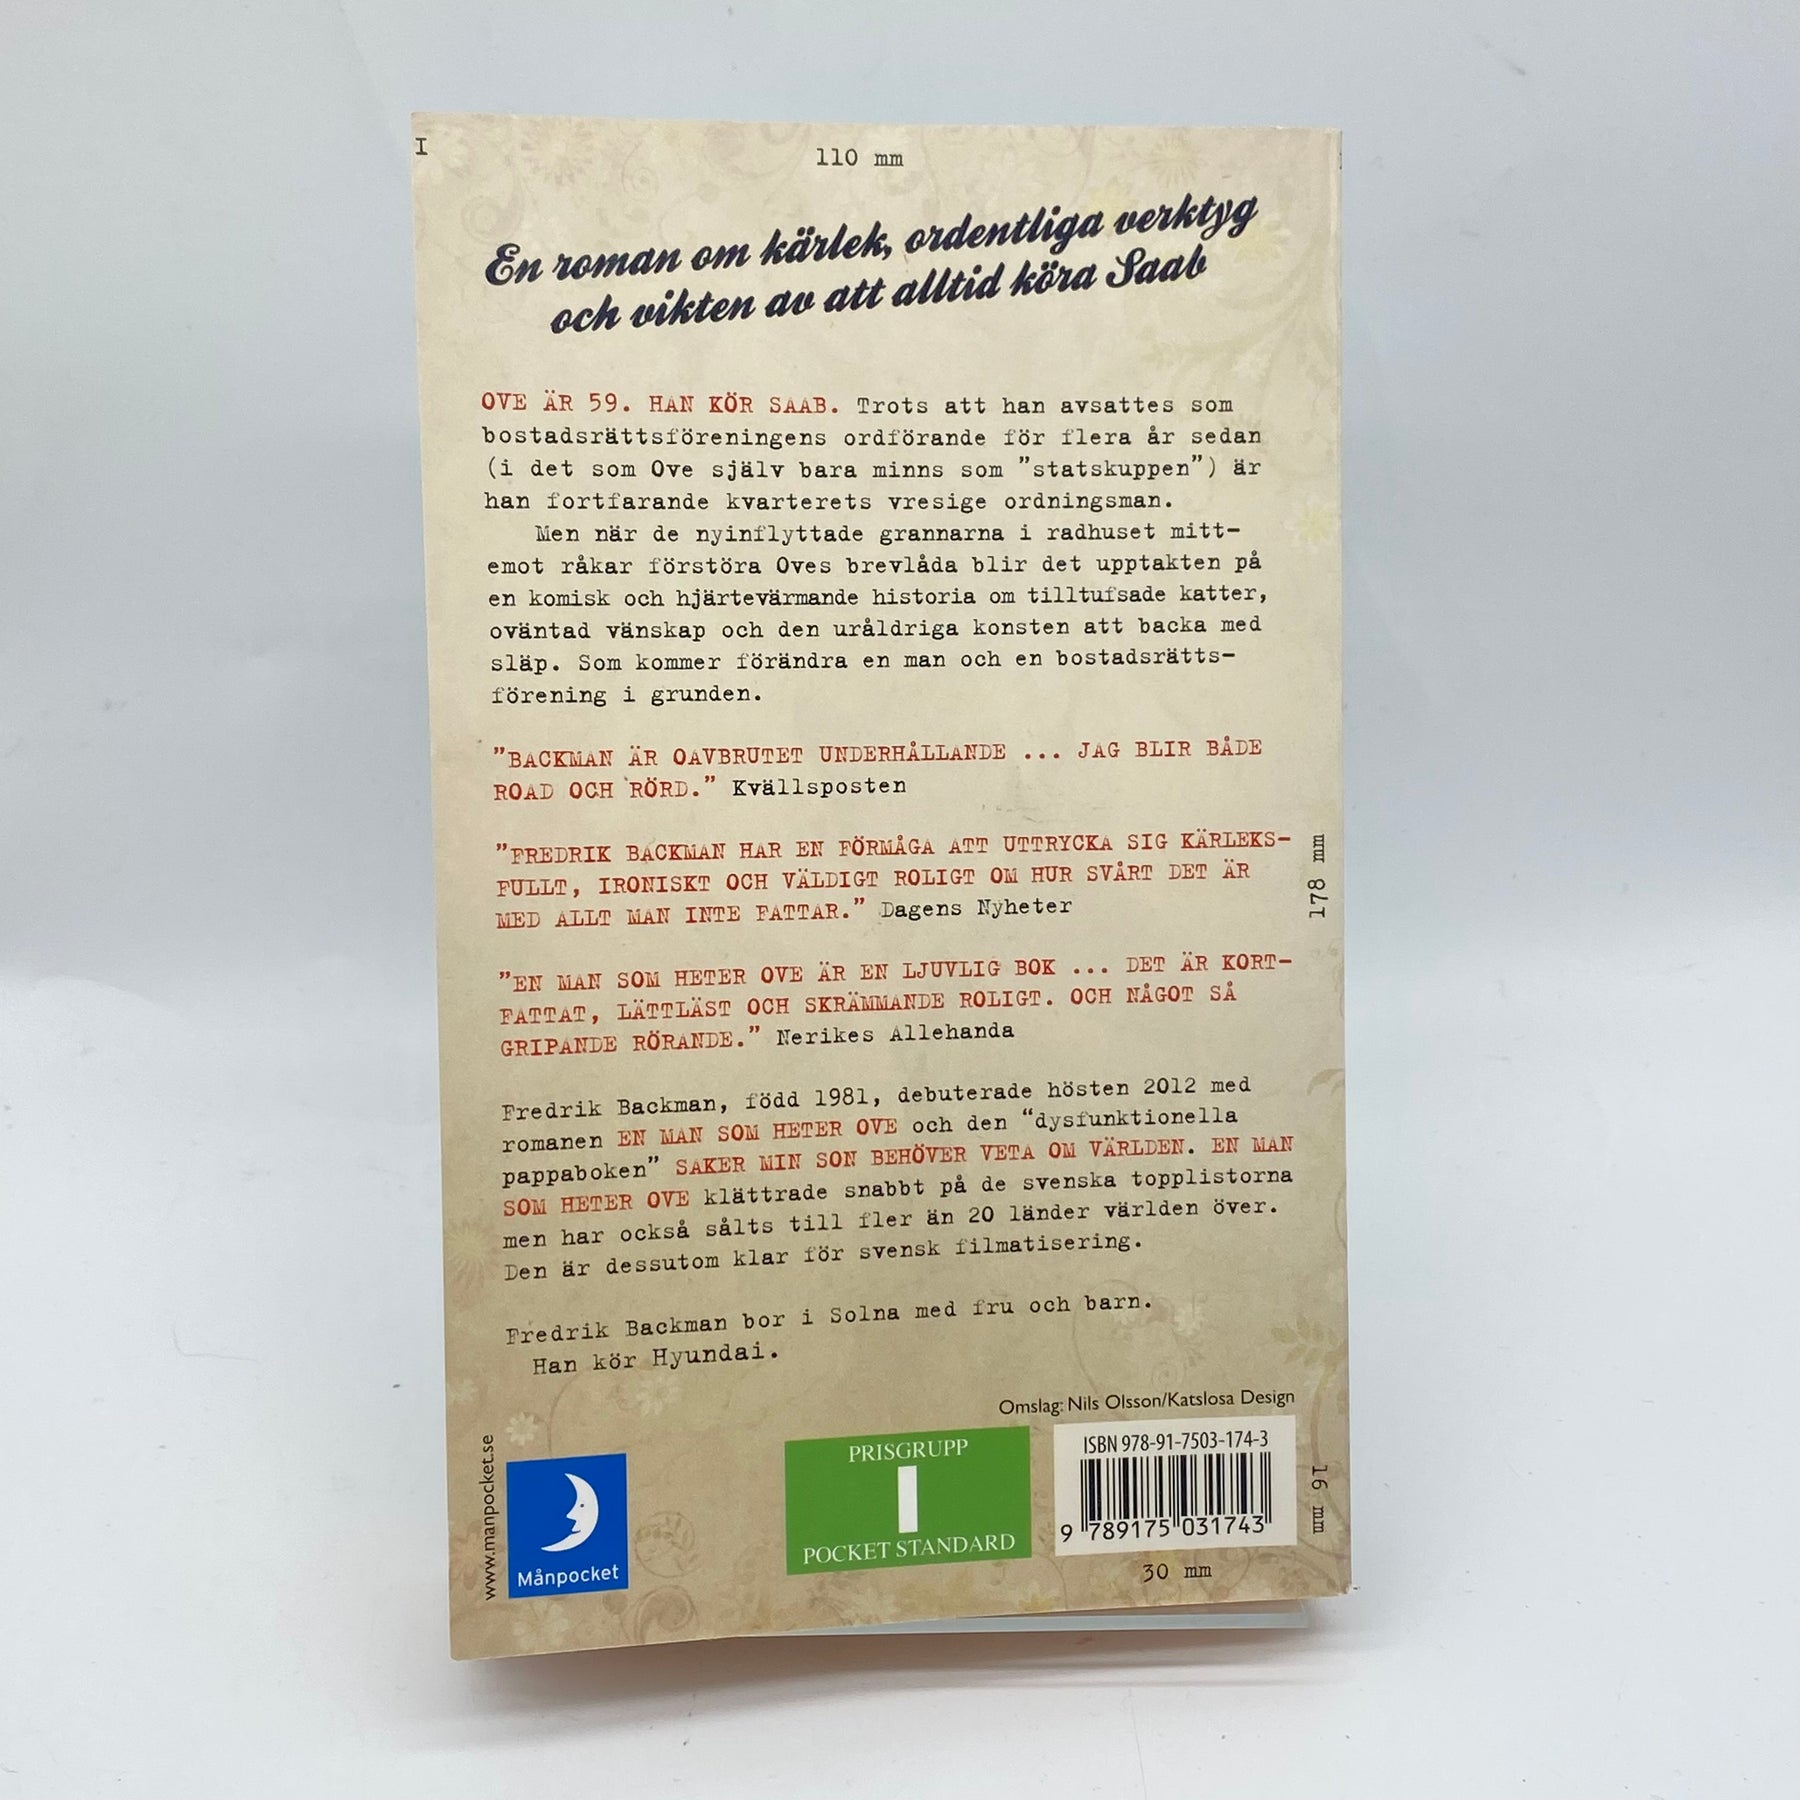 I
110 mm
En roman om kärlek, ordentliga verktyg
och vikten av att alltid köra Saab
OVE ÄR 59. HAN KÖR SAAB. Trots att han avsattes som
bostadsrättsföreningens ordförande för flera år sedan
(i det som Ove själv bara minns som ”statskuppen”) är
han fortfarande kvarterets vresige ordningsman.
Men när de nyinflyttade grannarna i radhuset mitt-
emot råkar förstöra Oves brevlåda blir det upptakten på
en komisk och hjärtevärmande historia om tilltufsade katter,
oväntad vänskap och den uråldriga konsten att backa med
släp. Som kommer förändra en man och en bostadsrätts-
förening i grunden.
”BACKMAN ÄR OAVBRUTET UNDERHÅLLANDE ... JAG BLIR BÅDE
ROAD OCH RÖRD.” Kvällsposten
”FREDRIK BACKMAN HAR EN FÖRMÅGA ATT UTTRYCKA SIG KÄRLEKS-
FULLT, IRONISKT OCH VÄLDIGT ROLIGT OM HUR SVÅRT DET ÄR
MED ALLT MAN INTE FATTAR.” Dagens Nyheter
178 mm
”EN MAN SOM HETER OVE ÄR EN LJUVLIG BOK ... DET ÄR KORT-
FATTAT, LÄTTLÄST OCH SKRÄMMANDE ROLIGT. OCH NÅGOT SÅ
GRIPANDE RÖRANDE.” Nerikes Allehanda
Fredrik Backman, född 1981, debuterade hösten 2012 med
romanen EN MAN SOM HETER OVE och den “dysfunktionella
pappaboken” SAKER MIN SON BEHÖVER VETA OM VÄRLDEN. EN MAN
SOM HETER OVE klättrade snabbt på de svenska topplistorna
men har också sålts till fler än 20 länder världen över.
Den är dessutom klar för svensk filmatisering.
Fredrik Backman bor i Solna med fru och barn.
Han kör Hyundai.
Omslag: Nils Olsson/Katslosa Design
www.manpocket.se
Månpocket
PRISGRUPP
1
POCKET STANDARD
ISBN 978-91-7503-174-3
9 789175 031743
16 mm
30 mm